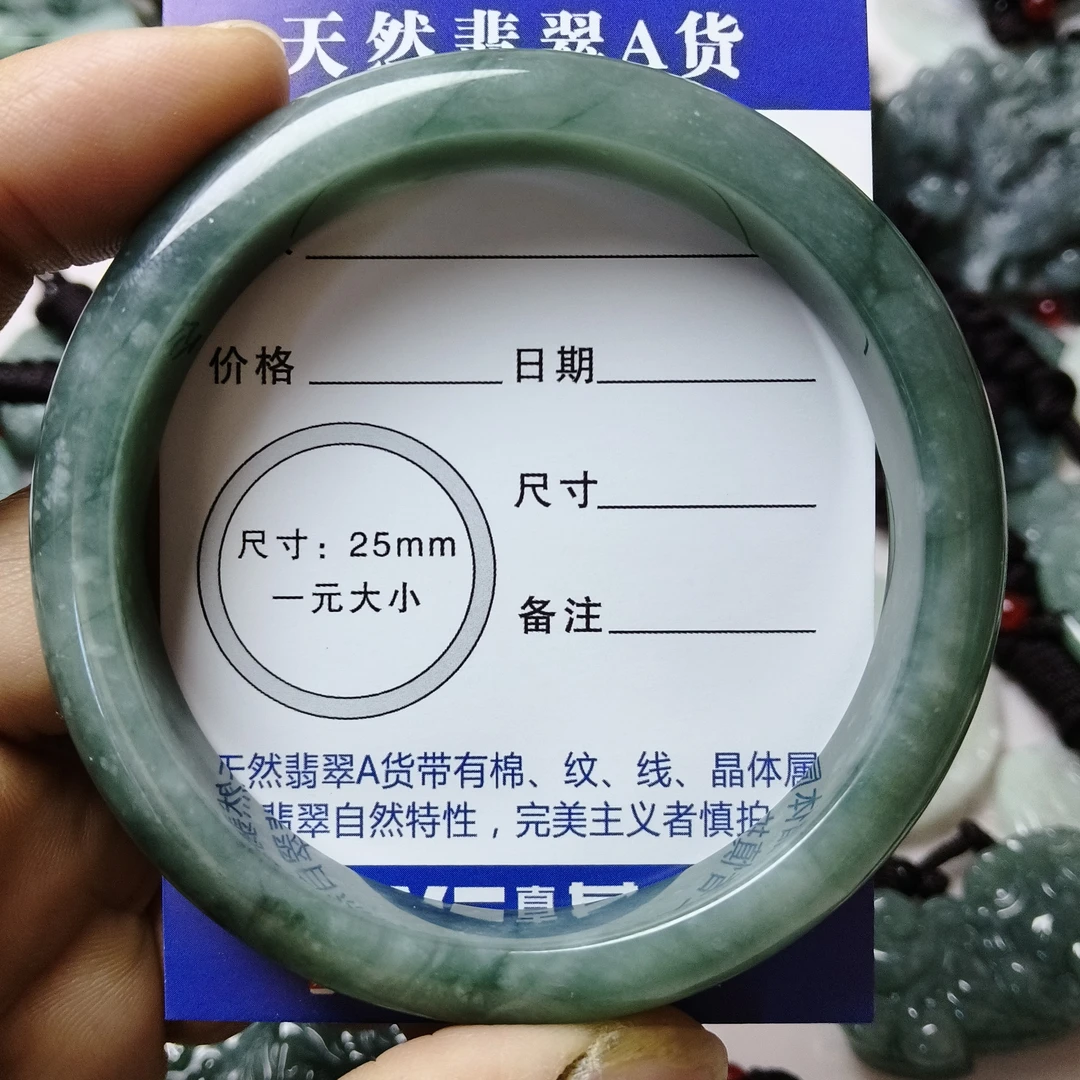 天然翡翠A货
价格
日期
尺寸
尺寸：25mm
一元大小
备注
天然翡翠A货带有棉、纹、线、晶体属
翡翠自然特性，完美主义者慎拍